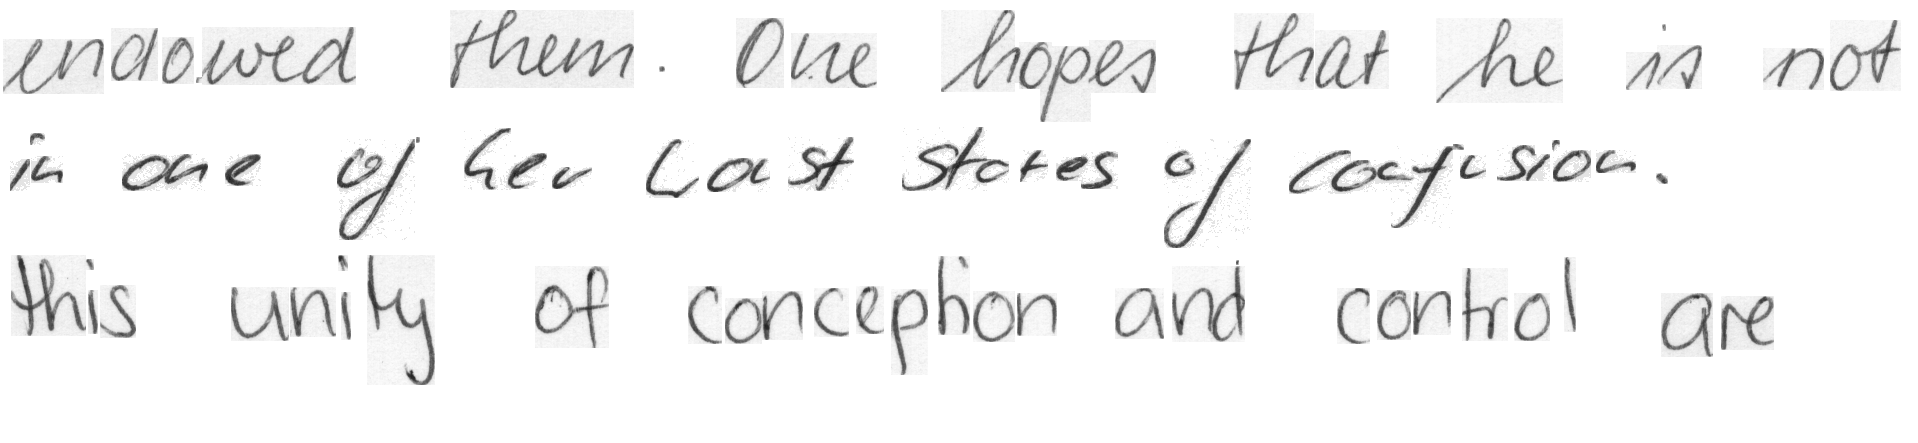 endowed them. One hopes that he is not
in one of her last states of confusion.
this unity of conception and control are